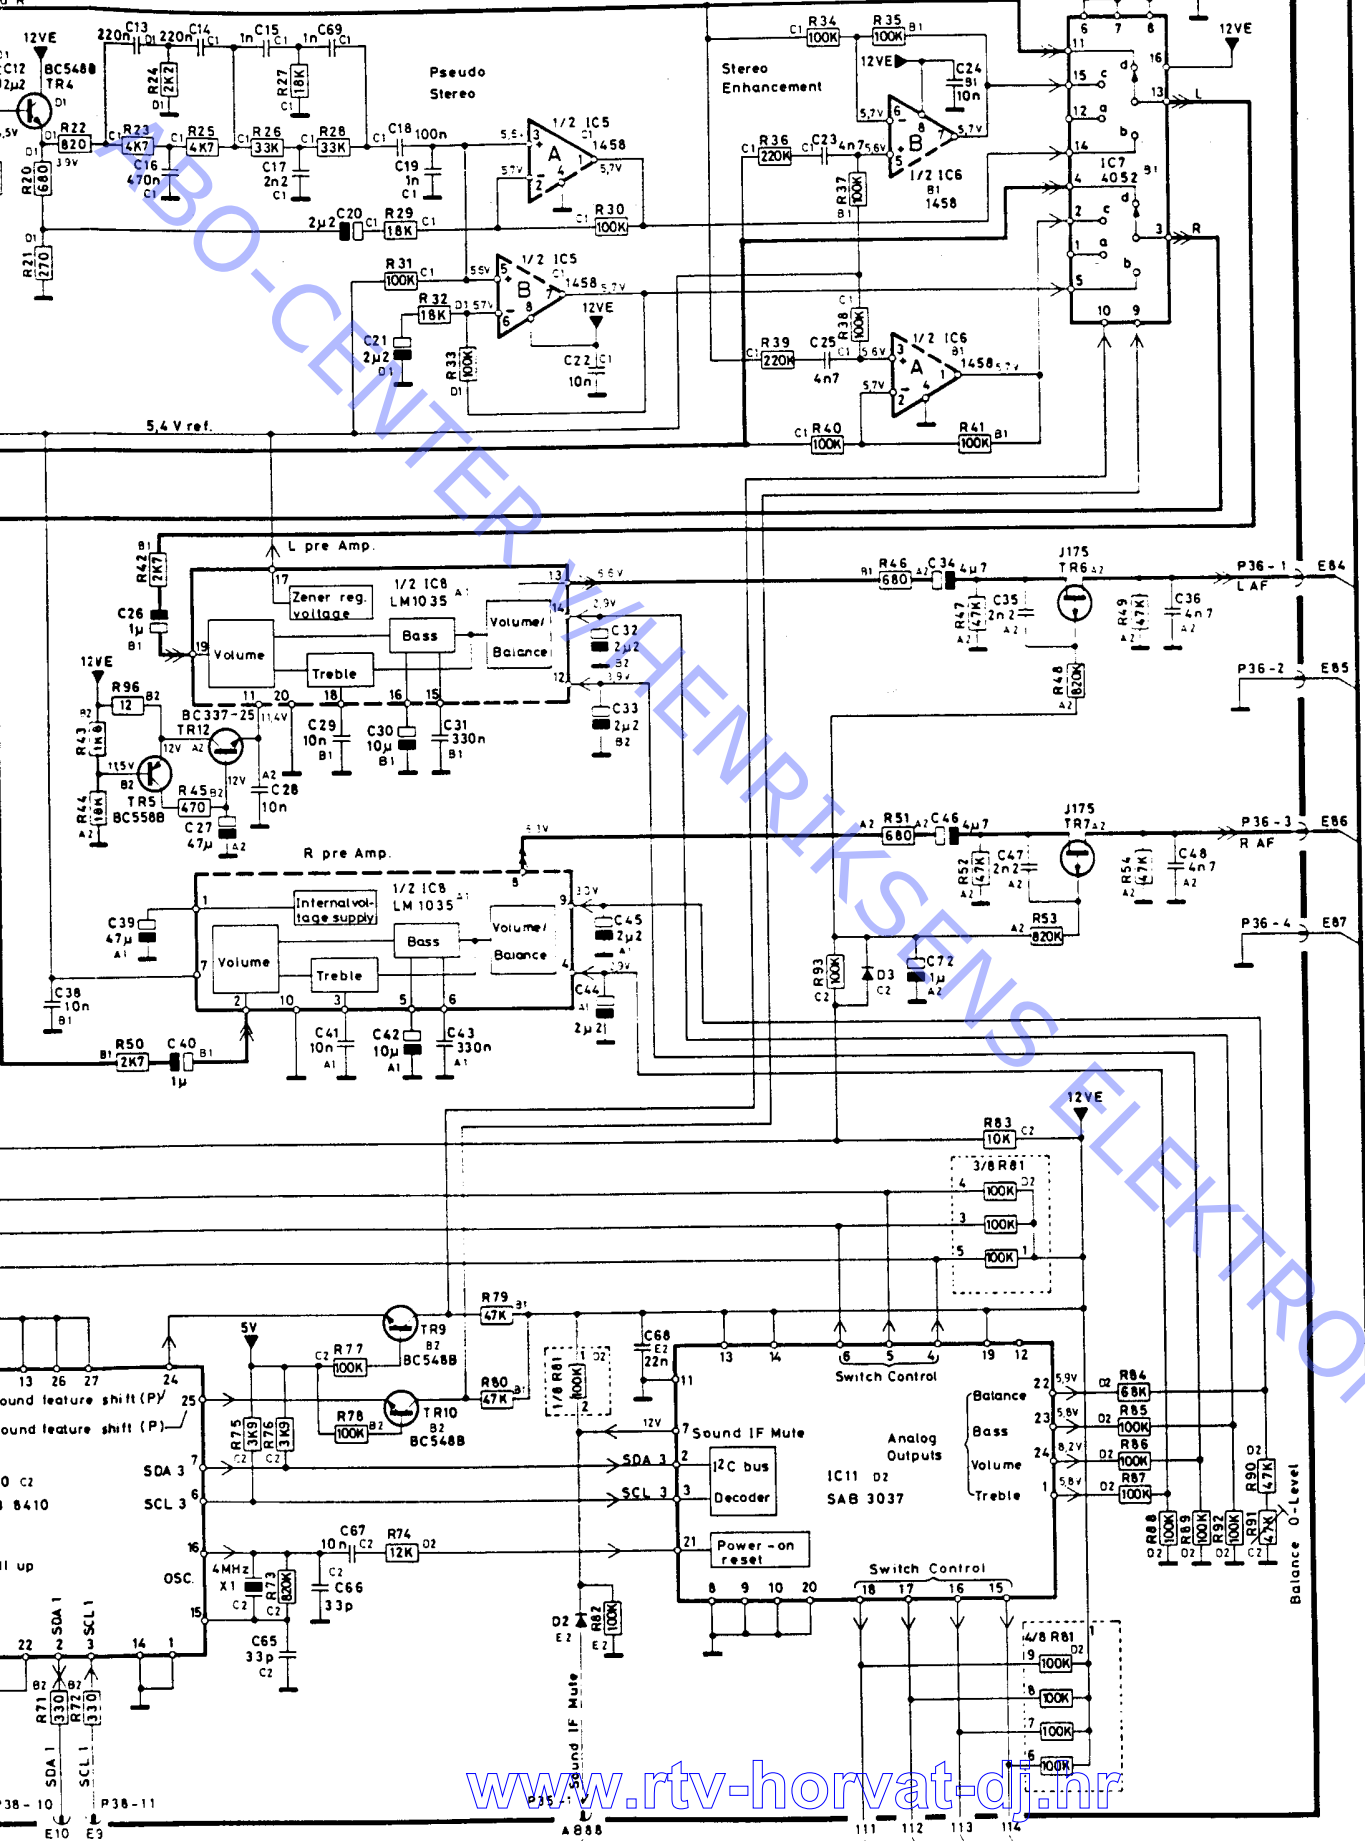 12VE
BC548B
TR4
C12
C13
220n
C14
220n
C15
1n
C69
1n
R24
2K2
R27
18K
Pseudo
Stereo
R22
820
3,9V
R23
4K7
R25
4K7
R26
33K
R28
33K
C18
100n
C19
1n
C16
470n
C17
2n2
R20
680
R21
270
1/2 IC5
1458
A
5,7V
C20
2µ2
R29
18K
R30
100K
R31
100K
1/2 IC5
1458
B
5,7V
R32
18K
C21
2µ2
R33
100K
12VE
C22
10n
5,4 V ref.
Stereo
Enhancement
R34
100K
R35
100K
12VE
C24
10n
R36
220K
C23
4n7
R37
100K
B
1/2 IC6
1458
5,7V
R38
100K
R39
220K
C25
4n7
1/2 IC6
1458
A
R40
100K
R41
100K
IC7
4052
12VE
L
R
L pre Amp.
R42
2K7
C26
1µ
Zener reg.
voltage
1/2 IC8
LM1035
Volume
Treble
Bass
Volume/
Balance
12VE
R96
12
R43
1K8
R44
18K
BC337-25
TR12
TR5
BC558B
R45
470
C27
47µ
C28
10n
C29
10n
C30
10µ
C31
330n
C32
2µ2
C33
2µ2
R46
680
C34
4µ7
R47
47K
C35
2n2
J175
TR6
R48
820K
R49
47K
C36
4n7
P36-1
L AF
E84
P36-2
E85
R pre Amp.
Internal vol-
tage supply
1/2 IC8
LM1035
Volume
Treble
Bass
Volume/
Balance
C39
47µ
C38
10n
R50
2K7
C40
1µ
C41
10n
C42
10µ
C43
330n
C44
2µ2
C45
2µ2
R51
680
C46
4µ7
R52
47K
C47
2n2
J175
TR7
R53
820K
R54
47K
C48
4n7
P36-3
R AF
E86
P36-4
E87
R93
100K
D3
C72
1µ
12VE
R83
10K
3/8 R81
100K
100K
100K
R79
47K
TR9
BC548B
R77
100K
5V
R75
3K9
R76
3K9
R78
100K
TR10
BC548B
R80
47K
1/8 R81
100K
C68
22n
Sound IF Mute
I²C bus
Decoder
Power-on
reset
Switch Control
IC11
SAB 3037
Analog
Outputs
Balance
Bass
Volume
Treble
Switch Control
SDA 3
SCL 3
SDA 3
SCL 3
ound feature shift (P)
ound feature shift (P)
8410
ll up
OSC.
4MHz
X1
R73
820K
C67
10n
R74
12K
C66
33p
C65
33p
D2
R82
100K
R84
68K
R85
100K
R86
100K
R87
100K
R88
100K
R89
100K
R92
100K
R90
47K
R91
47K
Balance 0-Level
4/8 R81
100K
100K
100K
100K
SDA 1
SCL 1
R71
330
R72
330
SDA 1
SCL 1
P38-10
P38-11
E10
E9
Sound IF Mute
P35-1
A888
111
112
113
114
ABO-CENTER v/HENRIKSENS ELEKTRO
www.rtv-horvat-dj.hr